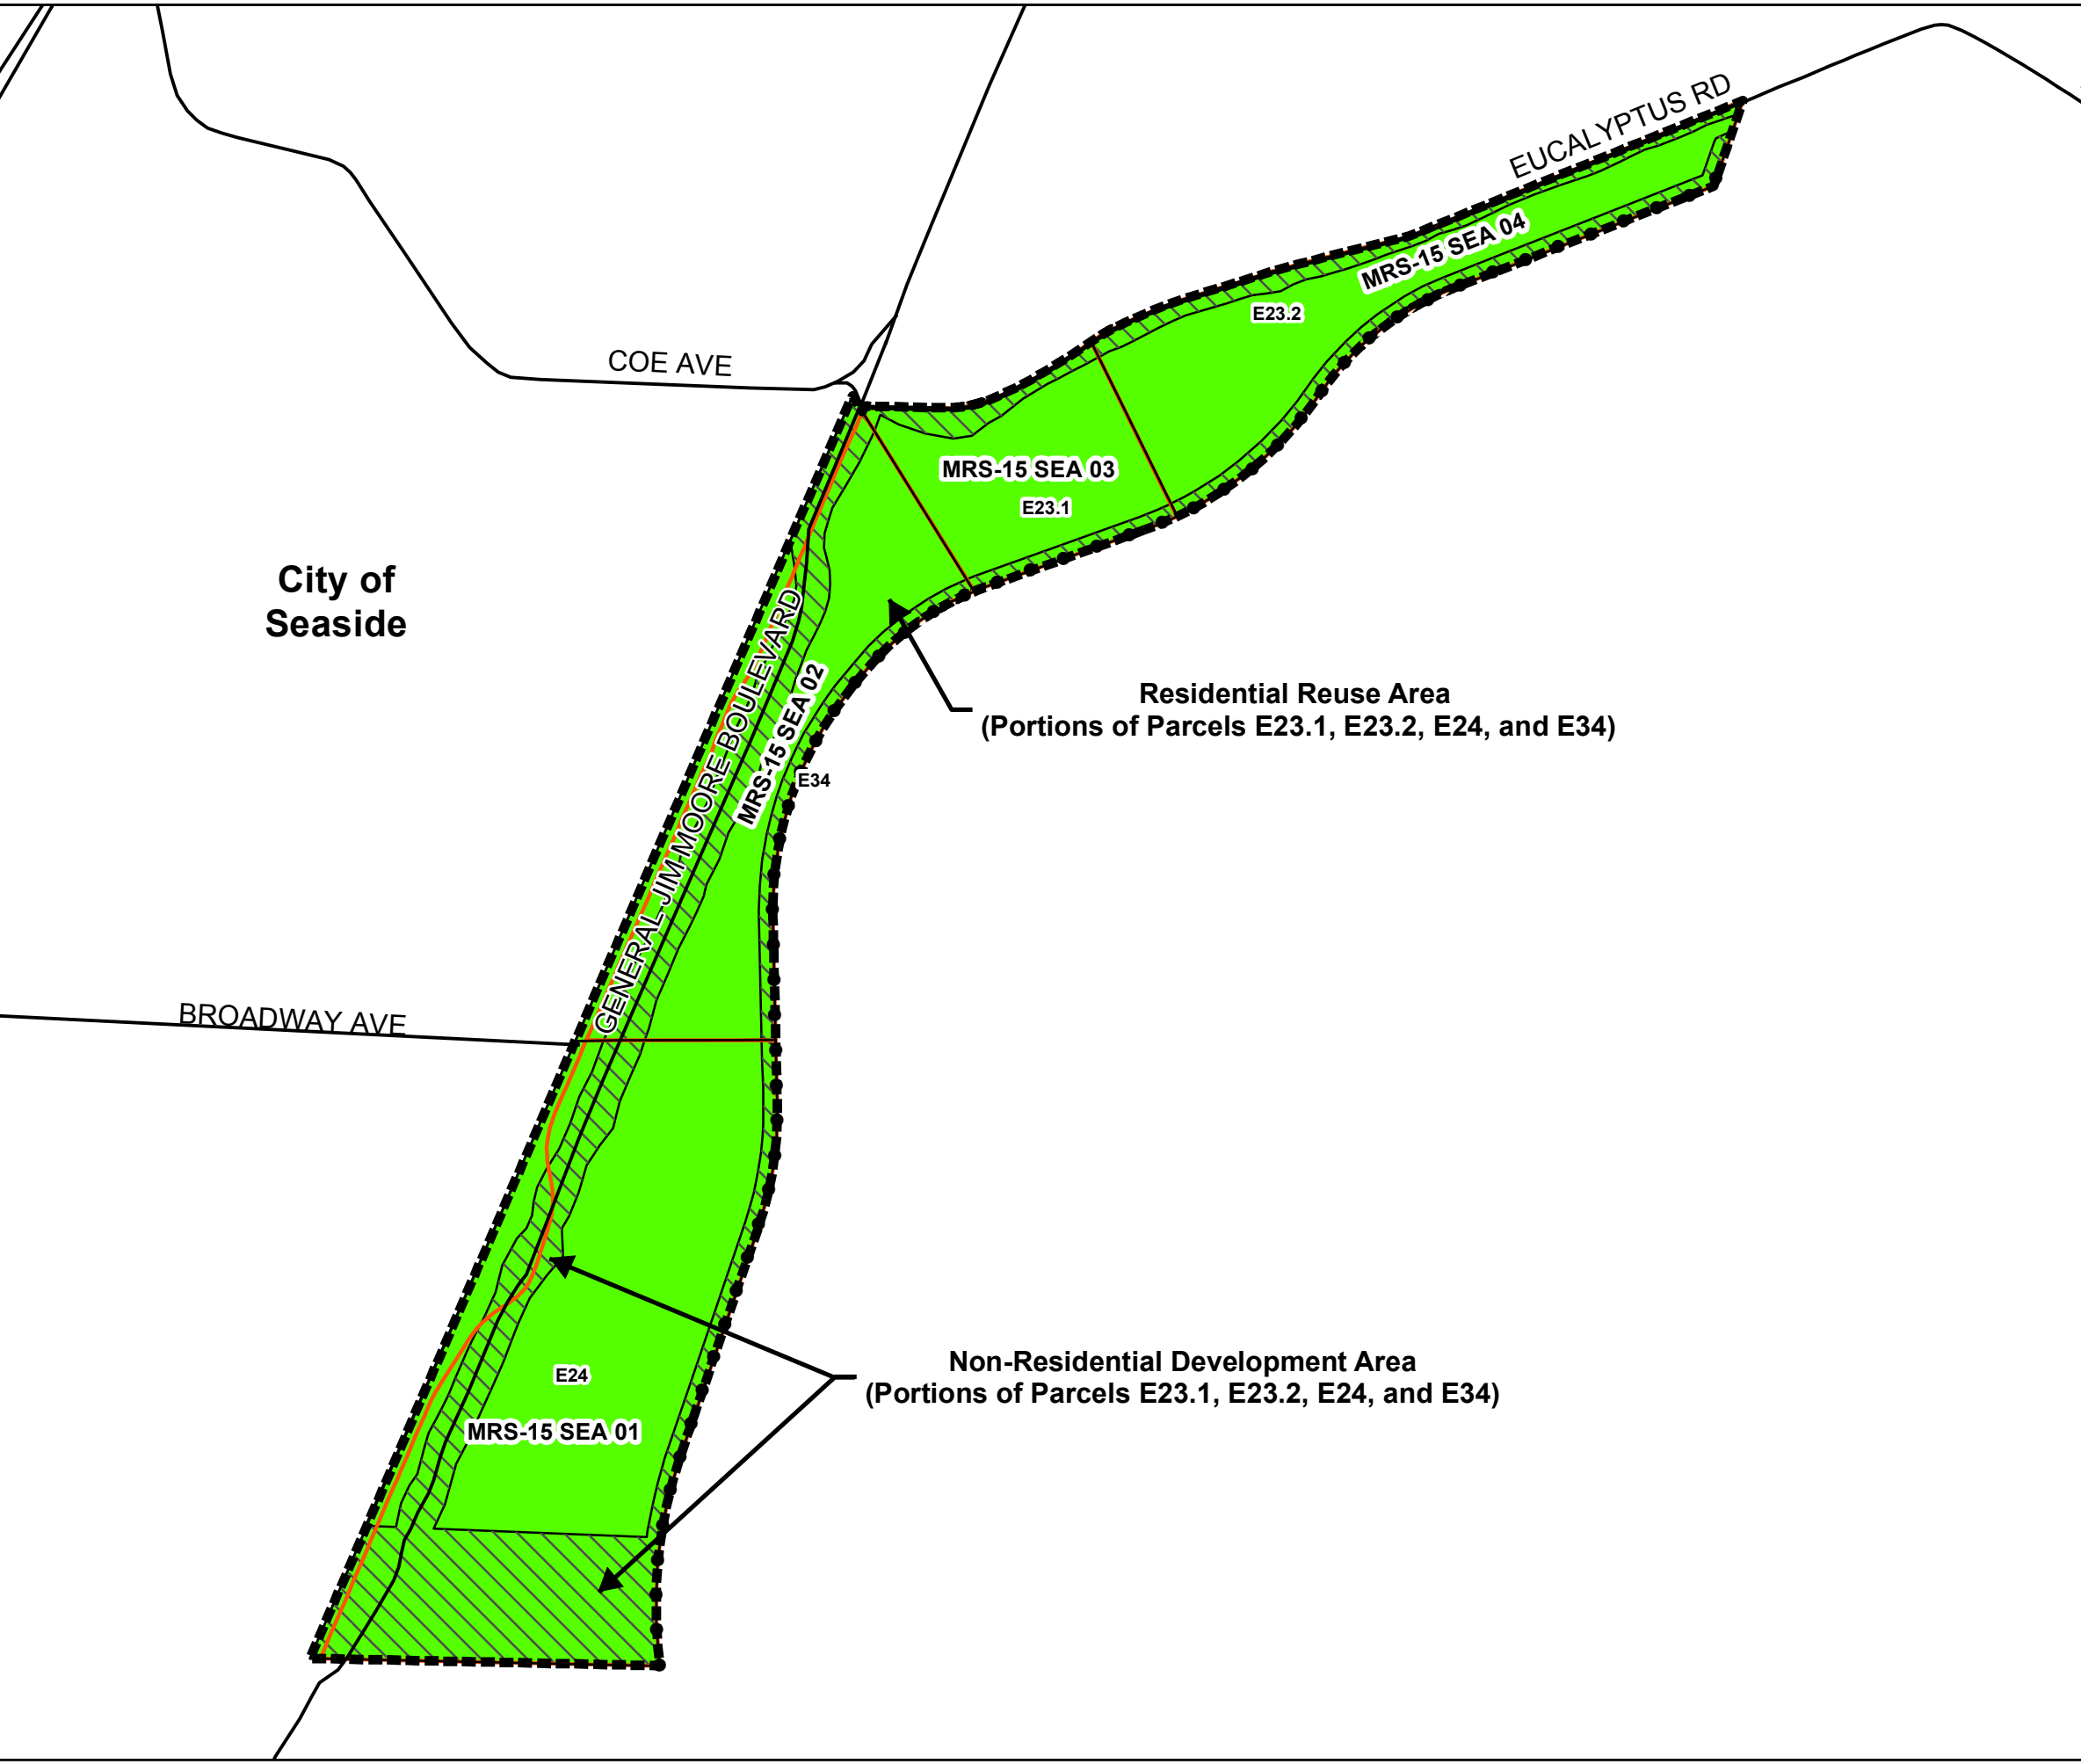 EUCALYPTUS RD
MRS-15 SEA 04
E23.2
COE AVE
MRS-15 SEA 03
E23.1
City of
Seaside
GENERAL JIM MOORE BOULEVARD
MRS-15 SEA 02
Residential Reuse Area
(Portions of Parcels E23.1, E23.2, E24, and E34)
E34
BROADWAY AVE
Non-Residential Development Area
(Portions of Parcels E23.1, E23.2, E24, and E34)
E24
MRS-15 SEA 01